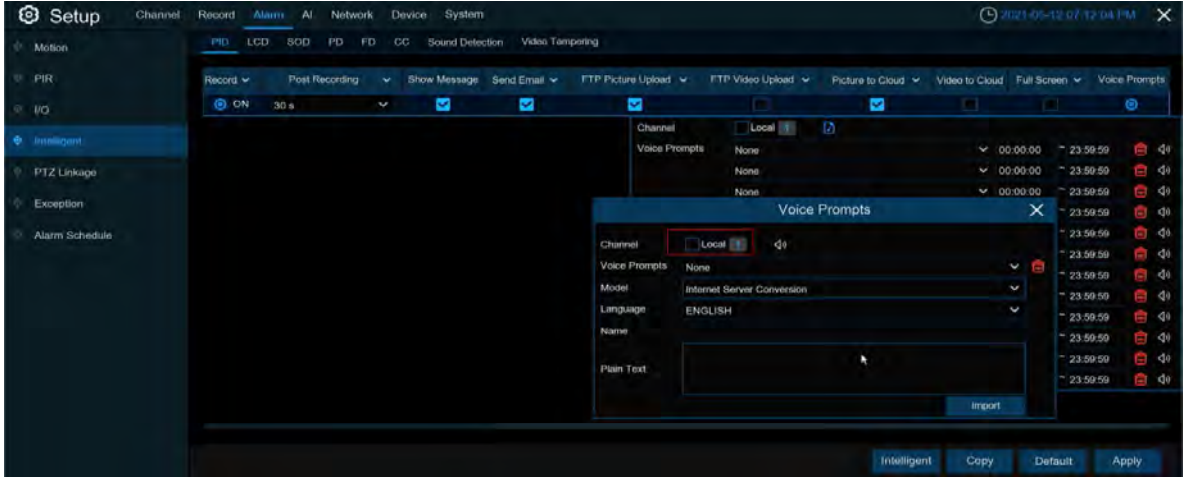 Setup Channel Record Alarm AI Network Device System 2021-05-12 07:12:04 PM
Motion
PIR
I/O
Intelligent
PTZ Linkage
Exception
Alarm Schedule
PID LCD SOD PD FD CC Sound Detection Video Tampering
Record Post Recording Show Message Send Email FTP Picture Upload FTP Video Upload Picture to Cloud Video to Cloud Full Screen Voice Prompts
ON 30 s
Channel Local 1
Voice Prompts None 00:00:00 ~ 23:59:59
None 00:00:00 ~ 23:59:59
None 00:00:00 ~ 23:59:59
~ 23:59:59
~ 23:59:59
~ 23:59:59
~ 23:59:59
~ 23:59:59
~ 23:59:59
~ 23:59:59
~ 23:59:59
~ 23:59:59
Voice Prompts
Channel Local 1
Voice Prompts None
Model Internet Server Conversion
Language ENGLISH
Name
Plain Text
Import
Intelligent Copy Default Apply